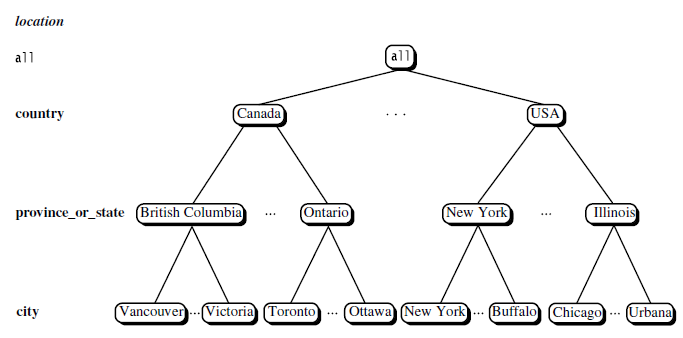 location
all all
country Canada ... USA
province_or_state British Columbia ... Ontario New York ... Illinois
city Vancouver ... Victoria Toronto ... Ottawa New York ... Buffalo Chicago ... Urbana